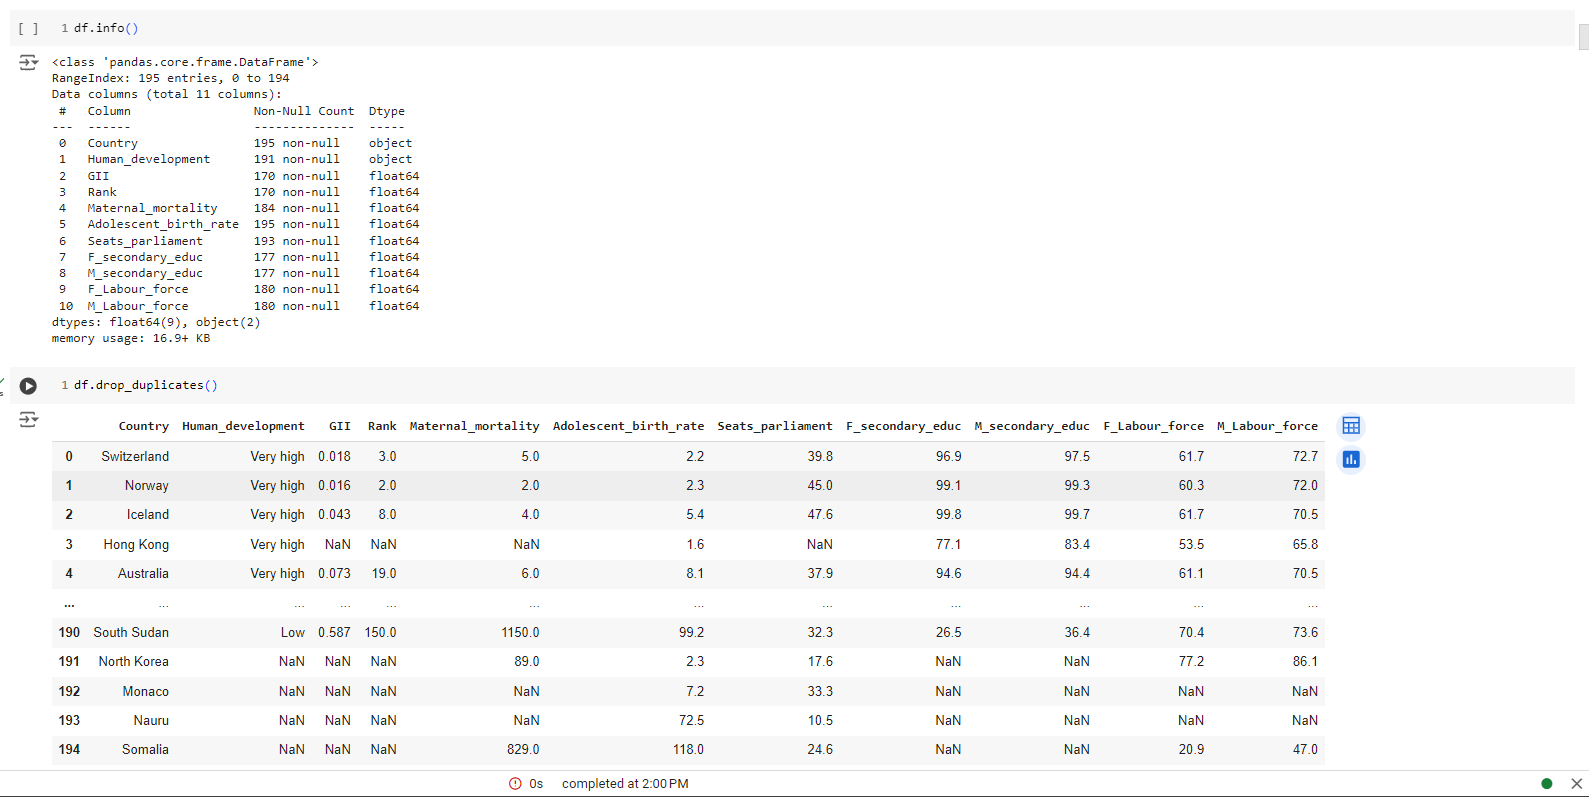 [ ] 1 df.info()
<class 'pandas.core.frame.DataFrame'>
RangeIndex: 195 entries, 0 to 194
Data columns (total 11 columns):
 #   Column                 Non-Null Count  Dtype
---  ------                 --------------  -----
 0   Country                195 non-null    object
 1   Human_development      191 non-null    object
 2   GII                    170 non-null    float64
 3   Rank                   170 non-null    float64
 4   Maternal_mortality     184 non-null    float64
 5   Adolescent_birth_rate  195 non-null    float64
 6   Seats_parliament       193 non-null    float64
 7   F_secondary_educ       177 non-null    float64
 8   M_secondary_educ       177 non-null    float64
 9   F_Labour_force         180 non-null    float64
 10  M_Labour_force         180 non-null    float64
dtypes: float64(9), object(2)
memory usage: 16.9+ KB
s 1 df.drop_duplicates()
Country Human_development GII Rank Maternal_mortality Adolescent_birth_rate Seats_parliament F_secondary_educ M_secondary_educ F_Labour_force M_Labour_force
0 Switzerland Very high 0.018 3.0 5.0 2.2 39.8 96.9 97.5 61.7 72.7
1 Norway Very high 0.016 2.0 2.0 2.3 45.0 99.1 99.3 60.3 72.0
2 Iceland Very high 0.043 8.0 4.0 5.4 47.6 99.8 99.7 61.7 70.5
3 Hong Kong Very high NaN NaN NaN 1.6 NaN 77.1 83.4 53.5 65.8
4 Australia Very high 0.073 19.0 6.0 8.1 37.9 94.6 94.4 61.1 70.5
... ... ... ... ... ... ... ... ... ... ... ...
190 South Sudan Low 0.587 150.0 1150.0 99.2 32.3 26.5 36.4 70.4 73.6
191 North Korea NaN NaN NaN 89.0 2.3 17.6 NaN NaN 77.2 86.1
192 Monaco NaN NaN NaN NaN 7.2 33.3 NaN NaN NaN NaN
193 Nauru NaN NaN NaN NaN 72.5 10.5 NaN NaN NaN NaN
194 Somalia NaN NaN NaN 829.0 118.0 24.6 NaN NaN 20.9 47.0
0s completed at 2:00 PM